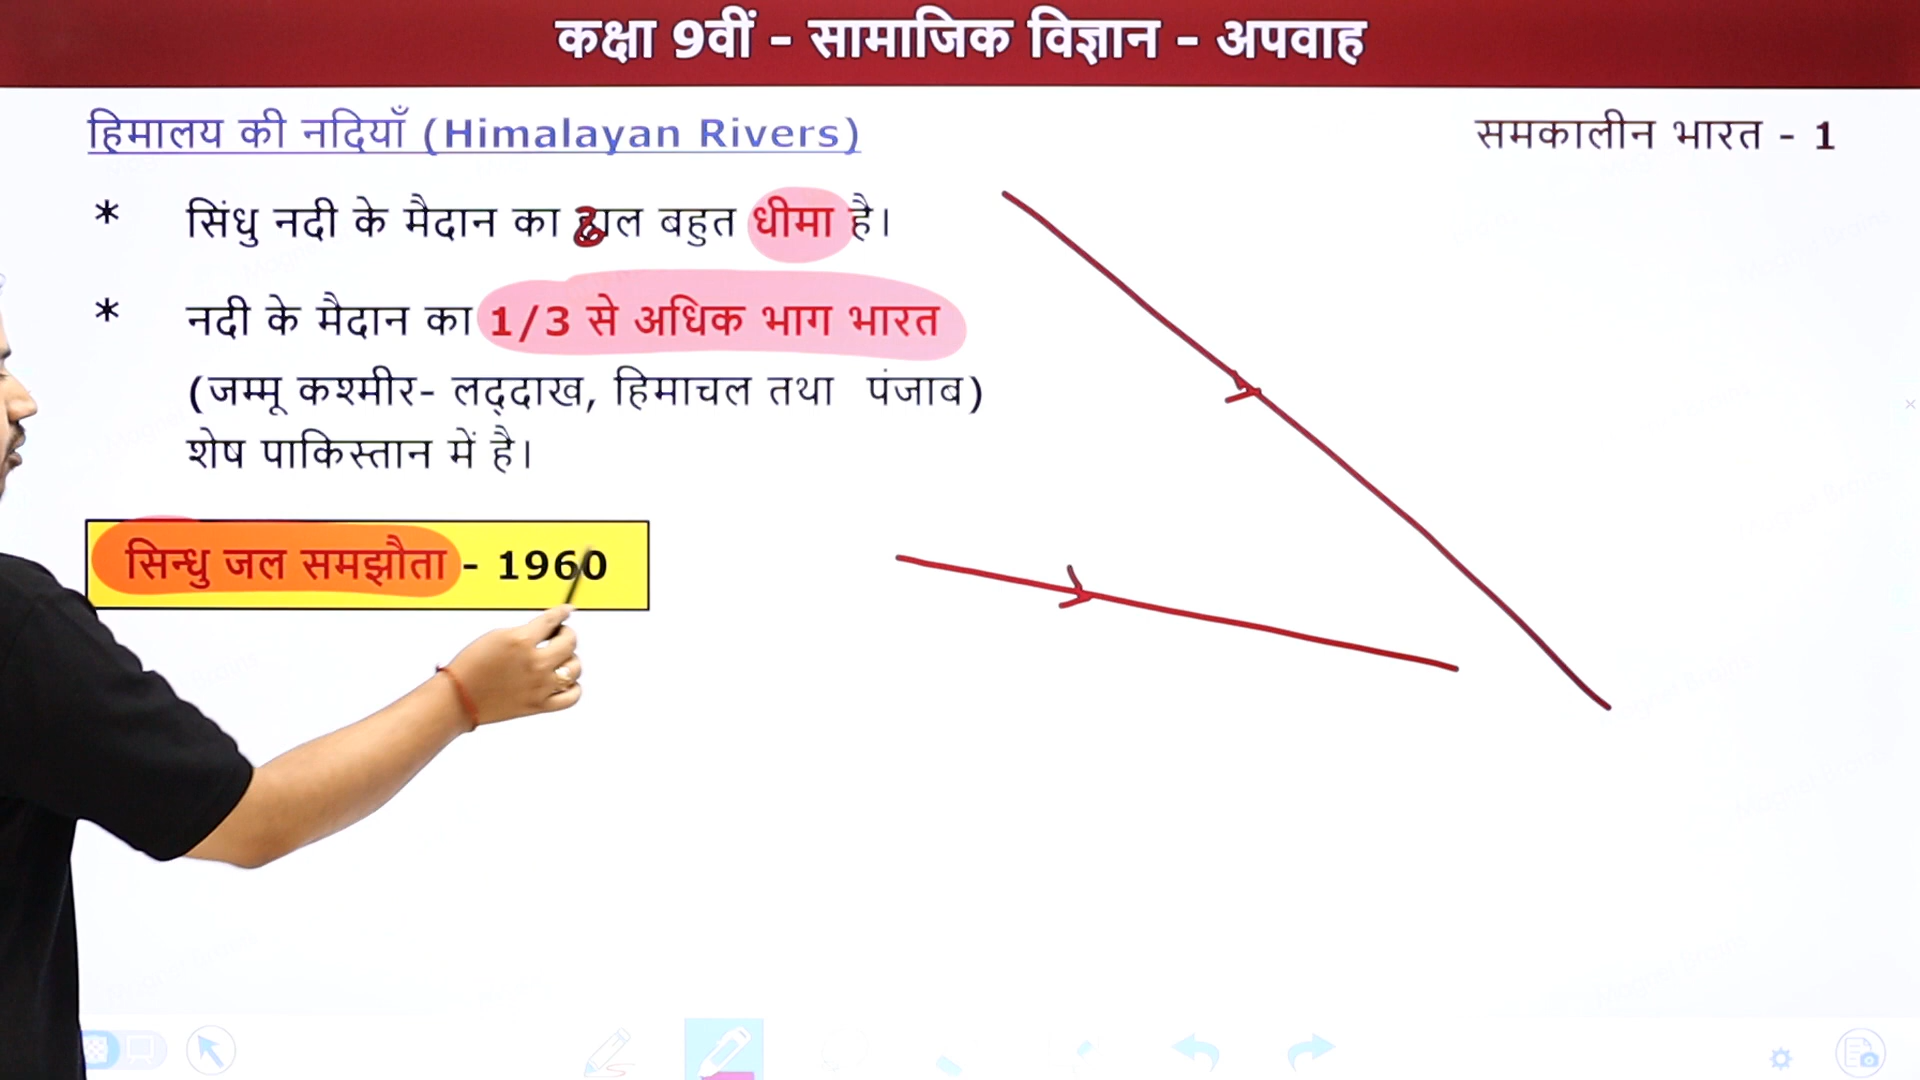 कक्षा 9वीं - सामाजिक विज्ञान - अपवाह
हिमालय की नदियाँ (Himalayan Rivers)
समकालीन भारत - 1
* सिंधु नदी के मैदान का ढाल बहुत धीमा है।
* नदी के मैदान का 1/3 से अधिक भाग भारत
(जम्मू कश्मीर- लद्दाख, हिमाचल तथा पंजाब)
शेष पाकिस्तान में है।
सिन्धु जल समझौता - 1960